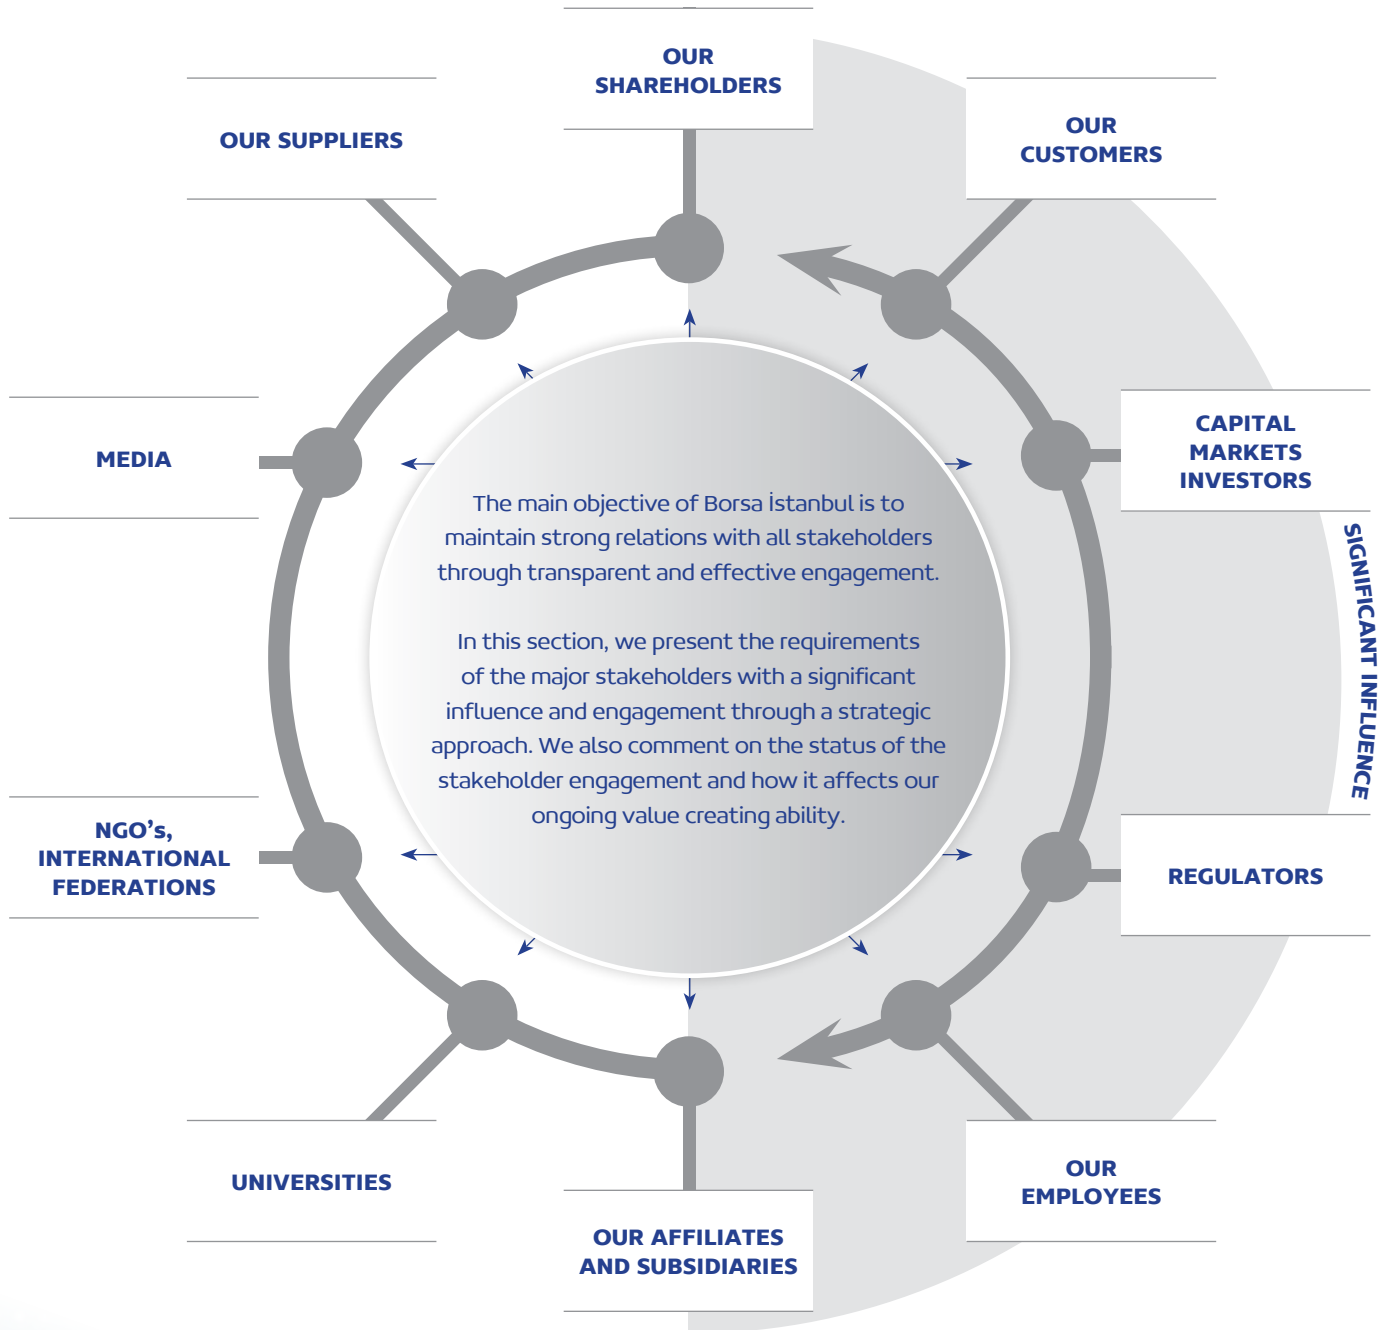 OUR
SHAREHOLDERS
OUR SUPPLIERS
OUR
CUSTOMERS
MEDIA
CAPITAL
MARKETS
INVESTORS
The main objective of Borsa İstanbul is to
maintain strong relations with all stakeholders
through transparent and effective engagement.
In this section, we present the requirements
of the major stakeholders with a significant
influence and engagement through a strategic
approach. We also comment on the status of the
stakeholder engagement and how it affects our
ongoing value creating ability.
SIGNIFICANT INFLUENCE
NGO’s,
INTERNATIONAL
FEDERATIONS
REGULATORS
UNIVERSITIES
OUR
EMPLOYEES
OUR AFFILIATES
AND SUBSIDIARIES